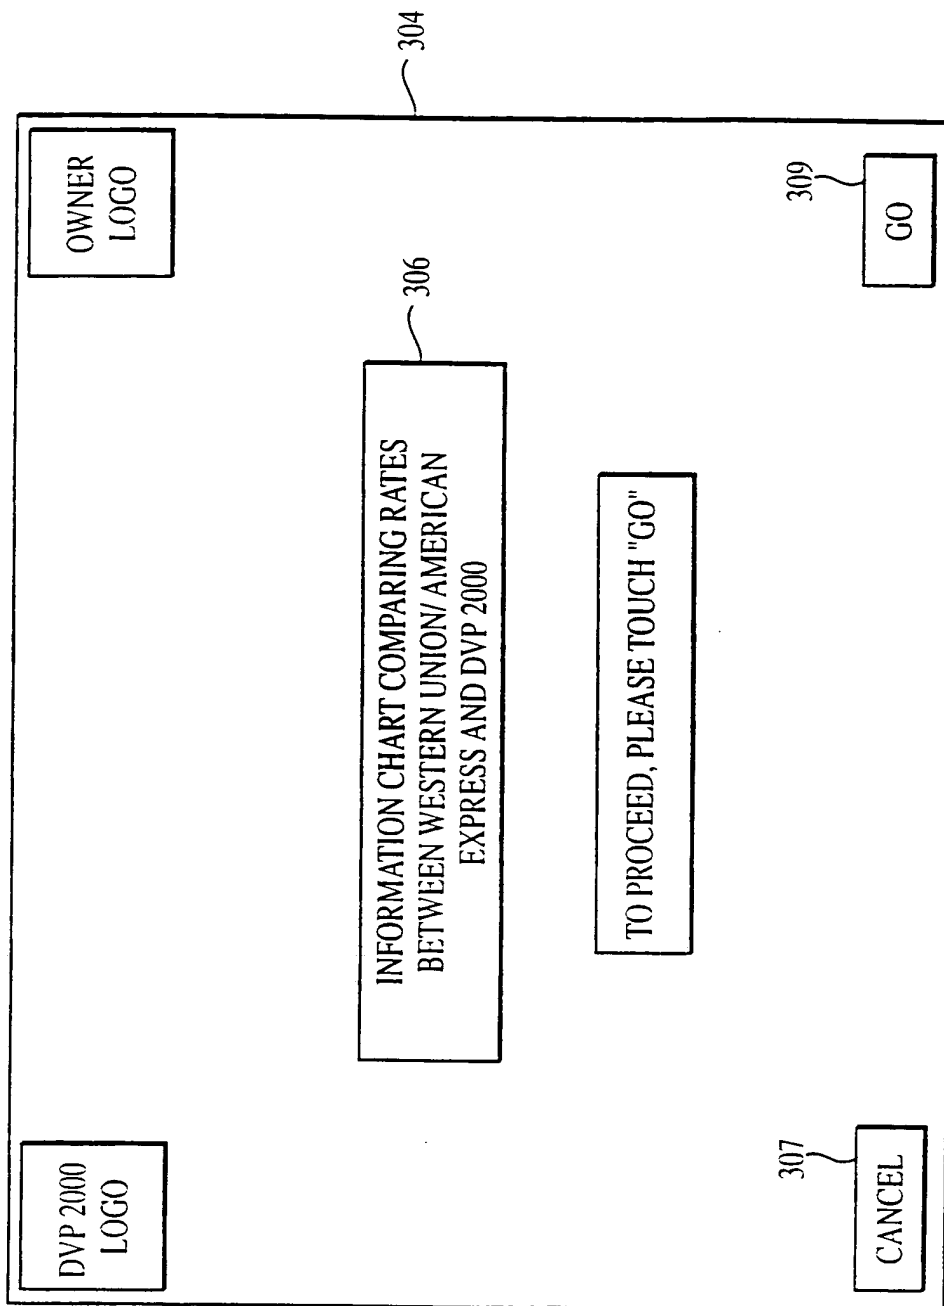 DVP 2000
LOGO
OWNER
LOGO
304
INFORMATION CHART COMPARING RATES
BETWEEN WESTERN UNION/ AMERICAN
EXPRESS AND DVP 2000
306
TO PROCEED, PLEASE TOUCH "GO"
307
CANCEL
309
GO